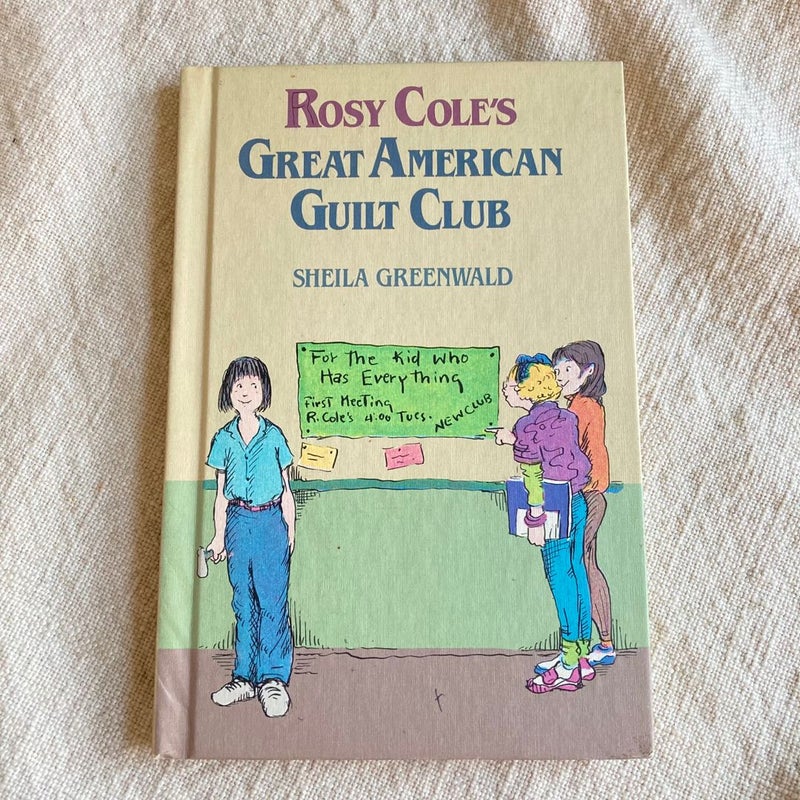 ROSY COLE'S
GREAT AMERICAN
GUILT CLUB
SHEILA GREENWALD
For The Kid who
Has Everything
First Meeting
R. Cole's 4:00 Tues.
NEW CLUB